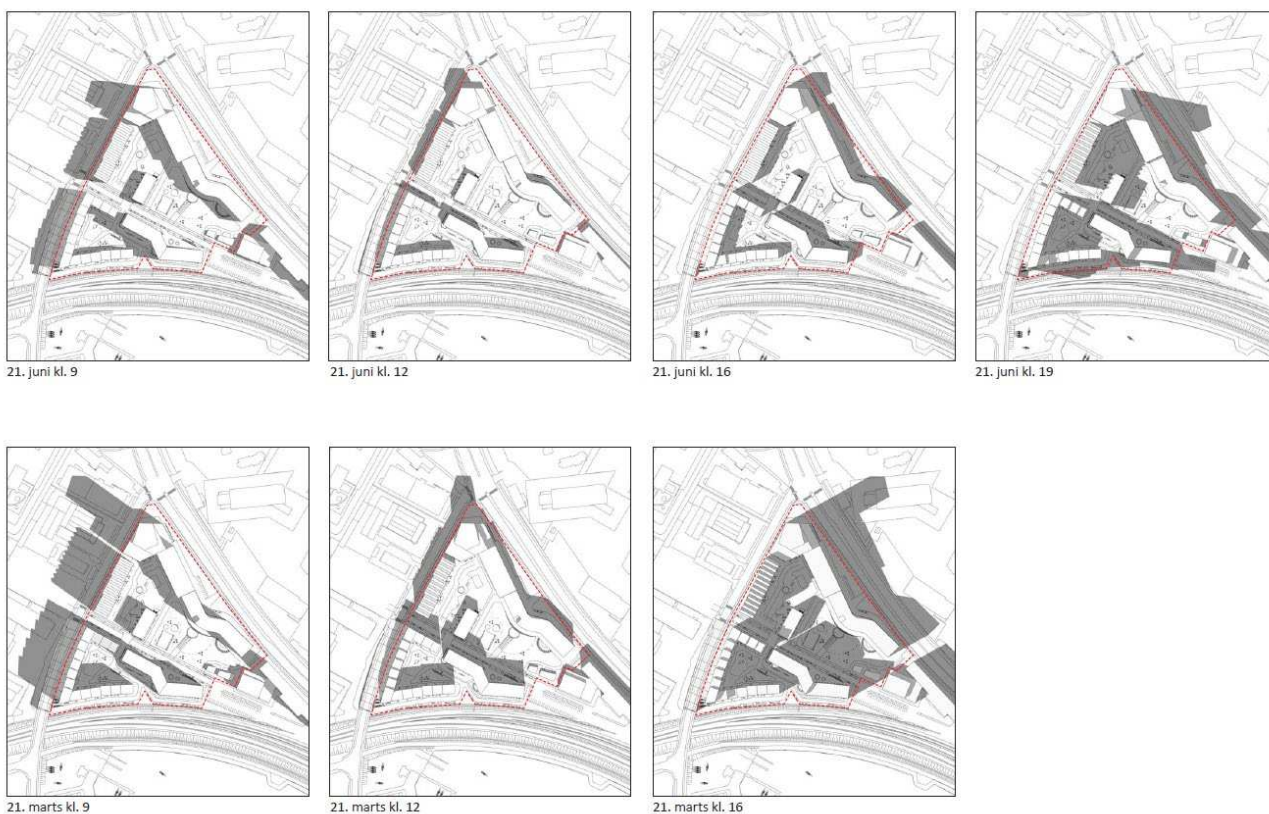 21. juni kl. 9
21. juni kl. 12
21. juni kl. 16
21. juni kl. 19
21. marts kl. 9
21. marts kl. 12
21. marts kl. 16